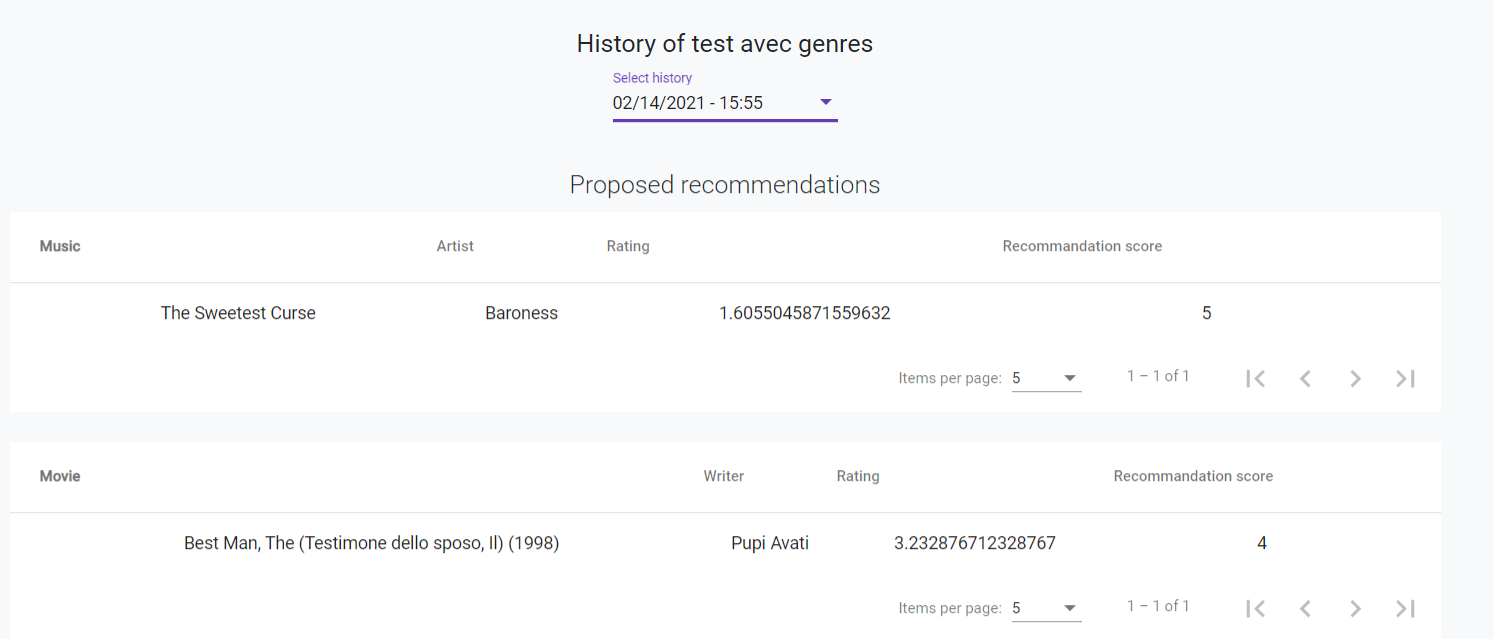 History of test avec genres
Select history
02/14/2021 - 15:55
Proposed recommendations
Music Artist Rating Recommandation score
The Sweetest Curse Baroness 1.6055045871559632 5
Items per page: 5 1 – 1 of 1
Movie Writer Rating Recommandation score
Best Man, The (Testimone dello sposo, Il) (1998) Pupi Avati 3.232876712328767 4
Items per page: 5 1 – 1 of 1